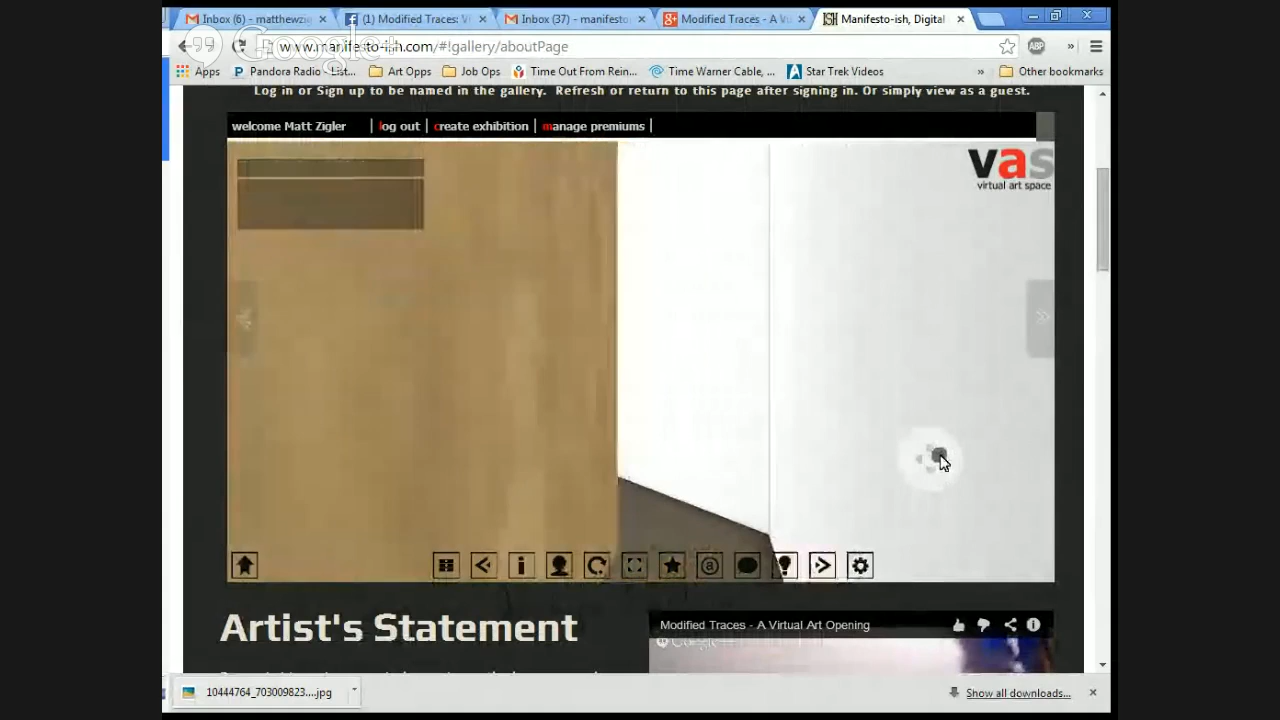 Inbox (6) - matthewzig
(1) Modified Traces: V
Inbox (37) - manifesto
Modified Traces - A Vi
Manifesto-ish, Digital
www.manifesto-ish.com/#!gallery/aboutPage
Google+
ABP
Apps
Pandora Radio - List...
Art Opps
Job Ops
Time Out From Rein...
Time Warner Cable, ...
Star Trek Videos
Other bookmarks
Log in or Sign up to be named in the gallery. Refresh or return to this page after signing in. Or simply view as a guest.
welcome Matt Zigler | log out | create exhibition | manage premiums |
vas
virtual art space
Artist's Statement
Modified Traces - A Virtual Art Opening
Google
10444764_703009823....jpg
Show all downloads...